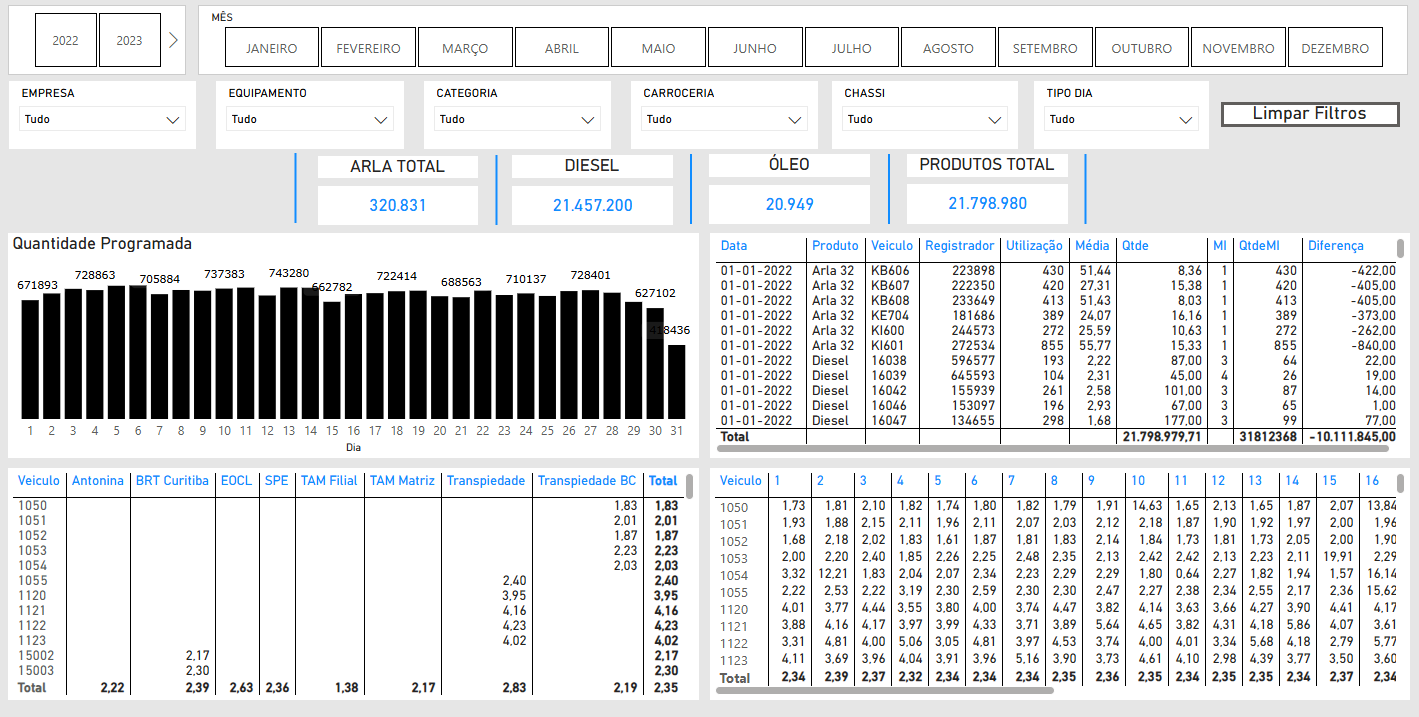 2022 2023
MÊS
JANEIRO FEVEREIRO MARÇO ABRIL MAIO JUNHO JULHO AGOSTO SETEMBRO OUTUBRO NOVEMBRO DEZEMBRO
EMPRESA EQUIPAMENTO CATEGORIA CARROCERIA CHASSI TIPO DIA
Tudo Tudo Tudo Tudo Tudo Tudo
Limpar Filtros
ARLA TOTAL DIESEL ÓLEO PRODUTOS TOTAL
320.831 21.457.200 20.949 21.798.980
Quantidade Programada
671893 728863 705884 737383 743280 662782 722414 688563 710137 728401 627102 418436
1 2 3 4 5 6 7 8 9 10 11 12 13 14 15 16 17 18 19 20 21 22 23 24 25 26 27 28 29 30 31
Dia
Data Produto Veiculo Registrador Utilização Média Qtde MI QtdeMI Diferença
01-01-2022 Arla 32 KB606 223898 430 51,44 8,36 1 430 -422,00
01-01-2022 Arla 32 KB607 222350 420 27,31 15,38 1 420 -405,00
01-01-2022 Arla 32 KB608 233649 413 51,43 8,03 1 413 -405,00
01-01-2022 Arla 32 KE704 181686 389 24,07 16,16 1 389 -373,00
01-01-2022 Arla 32 KI600 244573 272 25,59 10,63 1 272 -262,00
01-01-2022 Arla 32 KI601 272534 855 55,77 15,33 1 855 -840,00
01-01-2022 Diesel 16038 596577 193 2,22 87,00 3 64 22,00
01-01-2022 Diesel 16039 645593 104 2,31 45,00 4 26 19,00
01-01-2022 Diesel 16042 155939 261 2,58 101,00 3 87 14,00
01-01-2022 Diesel 16046 153097 196 2,93 67,00 3 65 1,00
01-01-2022 Diesel 16047 134655 298 1,68 177,00 3 99 77,00
Total 21.798.979,71 31812368 -10.111.845,00
Veiculo Antonina BRT Curitiba EOCL SPE TAM Filial TAM Matriz Transpiedade Transpiedade BC Total
1050 1,83 1,83
1051 2,01 2,01
1052 1,87 1,87
1053 2,23 2,23
1054 2,03 2,03
1055 2,40 2,40
1120 3,95 3,95
1121 4,16 4,16
1122 4,23 4,23
1123 4,02 4,02
15002 2,17 2,17
15003 2,30 2,30
Total 2,22 2,39 2,63 2,36 1,38 2,17 2,83 2,19 2,35
Veiculo 1 2 3 4 5 6 7 8 9 10 11 12 13 14 15 16
1050 1,73 1,81 2,10 1,82 1,74 1,80 1,82 1,79 1,91 14,63 1,65 2,13 1,65 1,87 2,07 13,84
1051 1,93 1,88 2,15 2,11 1,96 2,11 2,07 2,03 2,12 2,18 1,87 1,90 1,92 1,97 2,00 1,96
1052 1,68 2,18 2,02 1,83 1,61 1,87 1,81 1,83 2,14 1,84 1,73 1,81 1,73 2,05 2,00 1,90
1053 2,00 2,20 2,40 1,85 2,26 2,25 2,48 2,35 2,13 2,42 2,42 2,13 2,23 2,11 19,91 2,29
1054 3,32 12,21 1,83 2,04 2,07 2,34 2,23 2,29 2,29 1,80 0,64 2,27 1,82 1,94 1,57 16,14
1055 2,22 2,53 2,22 3,19 2,30 2,59 2,30 2,30 2,47 2,27 2,38 2,34 2,55 2,17 2,36 15,62
1120 4,01 3,77 4,44 3,55 3,80 4,00 3,74 4,47 3,82 4,14 3,63 3,66 4,27 3,90 4,41 4,17
1121 3,88 4,16 4,17 3,97 3,99 4,33 3,71 3,89 5,64 4,65 3,82 4,31 4,18 5,86 4,07 3,61
1122 3,31 4,81 4,00 5,06 3,05 4,81 3,97 4,53 3,74 4,00 4,01 3,34 5,68 4,18 2,79 5,77
1123 4,11 3,69 3,96 4,04 3,91 3,96 5,16 3,90 3,73 4,61 4,10 2,98 4,39 3,77 3,50 3,60
Total 2,34 2,39 2,37 2,32 2,34 2,34 2,34 2,35 2,36 2,35 2,34 2,35 2,35 2,34 2,37 2,34